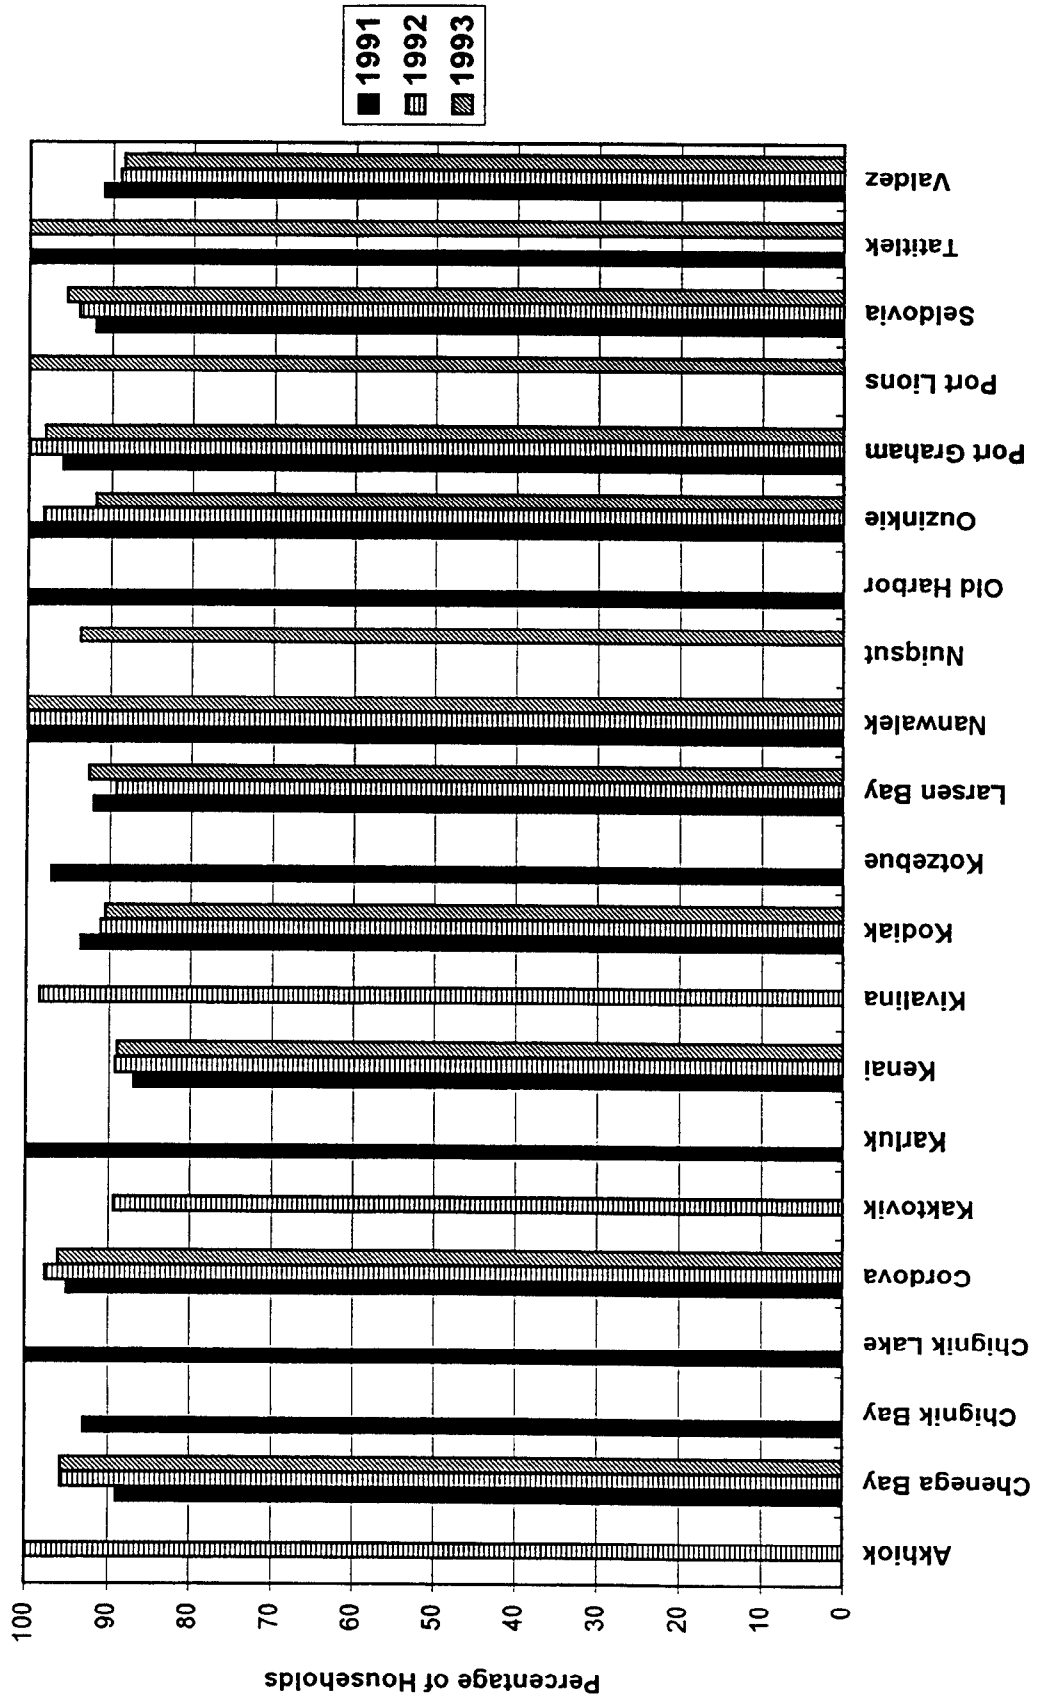 Percentage of Households
100
90
80
70
60
50
40
30
20
10
0
Akhiok
Chenega Bay
Chignik Bay
Chignik Lake
Cordova
Kaktovik
Karluk
Kenai
Kivalina
Kodiak
Kotzebue
Larsen Bay
Nanwalek
Nuiqsut
Old Harbor
Ouzinkie
Port Graham
Port Lions
Seldovia
Tatitlek
Valdez
1991
1992
1993